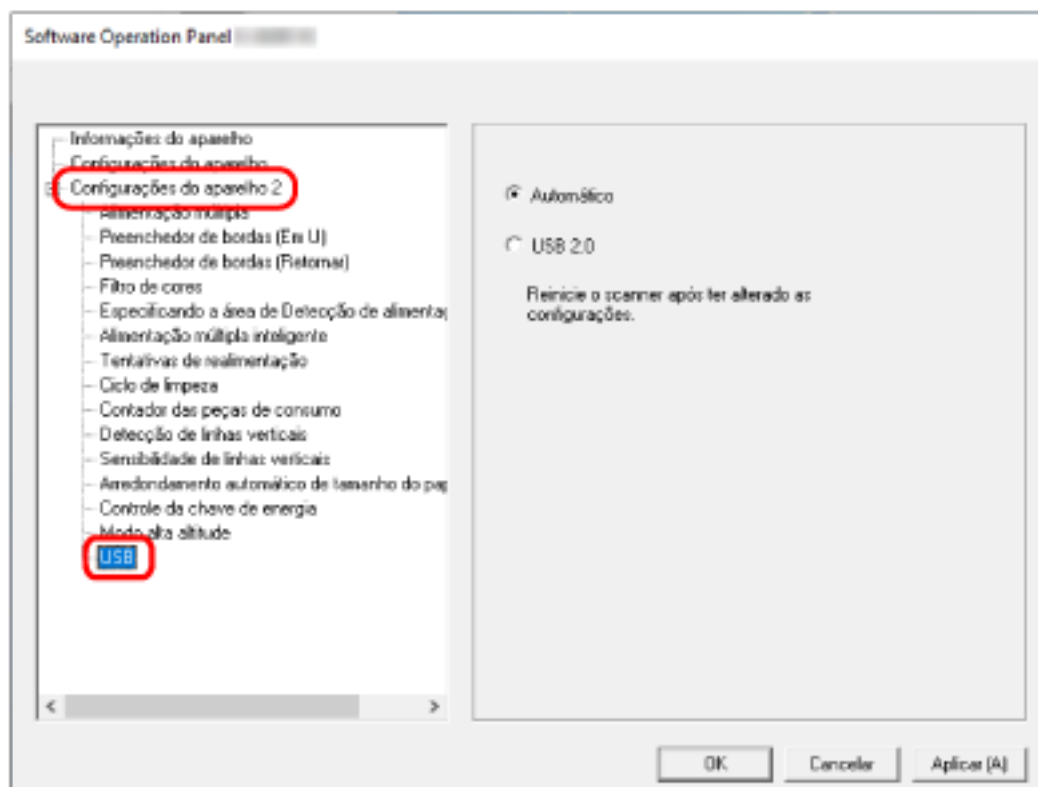 Software Operation Panel
Informações do aparelho
Configurações do aparelho
Configurações do aparelho 2
Alimentação múltipla
Preenchedor de bordas (Em U)
Preenchedor de bordas (Retornar)
Filtro de cores
Especificando a área de Detecção de alimentaç
Alimentação múltipla inteligente
Tentativas de realimentação
Ciclo de limpeza
Contador das peças de consumo
Detecção de linhas verticais
Sensibilidade de linhas verticais
Arredondamento automático de tamanho do pap
Controle da chave de energia
Modo alta altitude
USB
Automático
USB 2.0
Reinicie o scanner após ter alterado as
configurações.
OK
Cancelar
Aplicar (A)